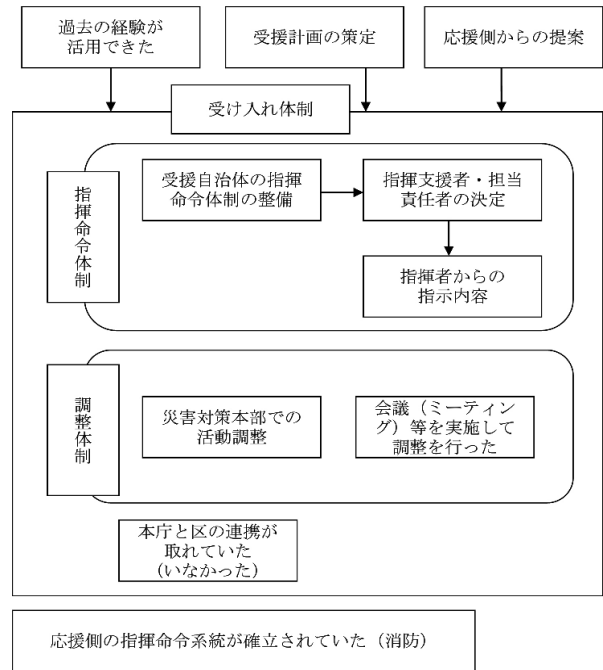 過去の経験が
活用できた
受援計画の策定
応援側からの提案
受け入れ体制
指揮命令体制
受援自治体の指揮
命令体制の整備
指揮支援者・担当
責任者の決定
指揮者からの
指示内容
調整体制
災害対策本部での
活動調整
会議（ミーティン
グ）等を実施して
調整を行った
本庁と区の連携が
取れていた
（いなかった）
応援側の指揮命令系統が確立されていた（消防）